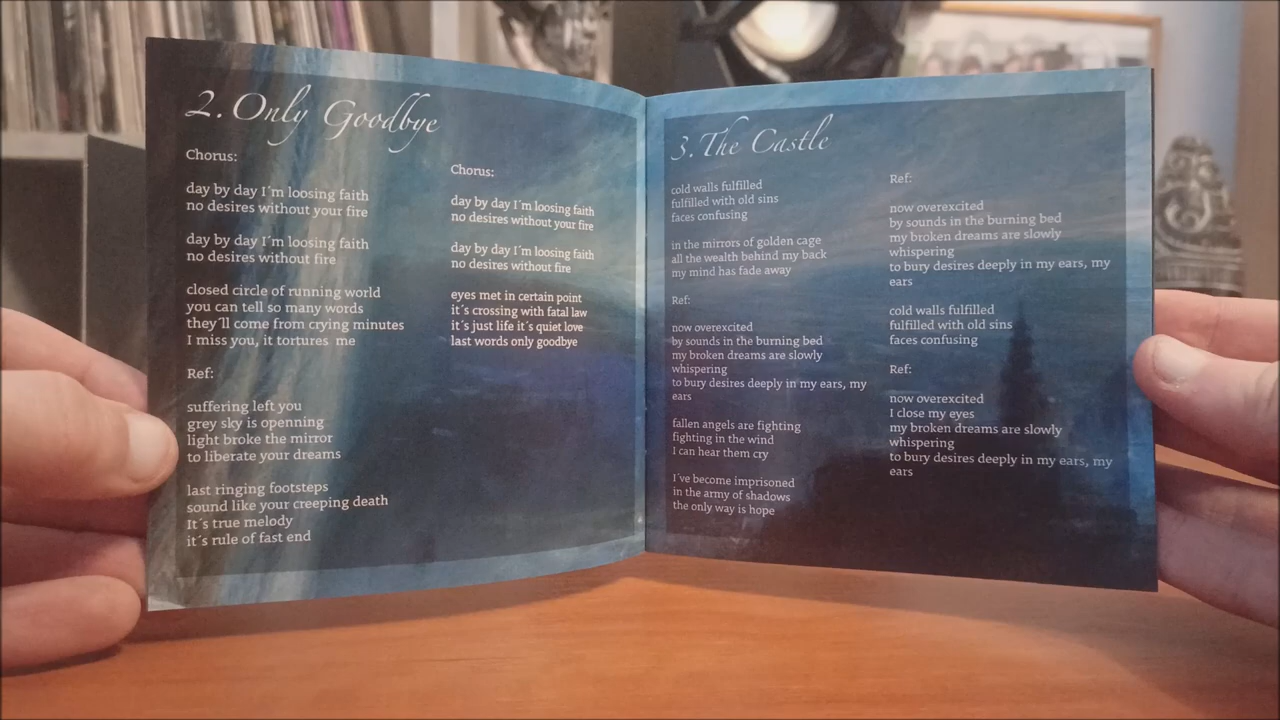 2. Only Goodbye
Chorus:
day by day I´m loosing faith
no desires without your fire
day by day I´m loosing faith
no desires without fire
closed circle of running world
you can tell so many words
they´ll come from crying minutes
I miss you, it tortures me
Ref:
suffering left you
grey sky is openning
light broke the mirror
to liberate your dreams
last ringing footsteps
sound like your creeping death
It´s true melody
it´s rule of fast end
Chorus:
day by day I´m loosing faith
no desires without your fire
day by day I´m loosing faith
no desires without fire
eyes met in certain point
it´s crossing with fatal law
it´s just life it´s quiet love
last words only goodbye
3. The Castle
cold walls fulfilled
fulfilled with old sins
faces confusing
in the mirrors of golden cage
all the wealth behind my back
my mind has fade away
Ref:
now overexcited
by sounds in the burning bed
my broken dreams are slowly
whispering
to bury desires deeply in my ears, my
ears
fallen angels are fighting
fighting in the wind
I can hear them cry
I´ve become imprisoned
in the army of shadows
the only way is hope
Ref:
now overexcited
by sounds in the burning bed
my broken dreams are slowly
whispering
to bury desires deeply in my ears, my
ears
cold walls fulfilled
fulfilled with old sins
faces confusing
Ref:
now overexcited
I close my eyes
my broken dreams are slowly
whispering
to bury desires deeply in my ears, my
ears